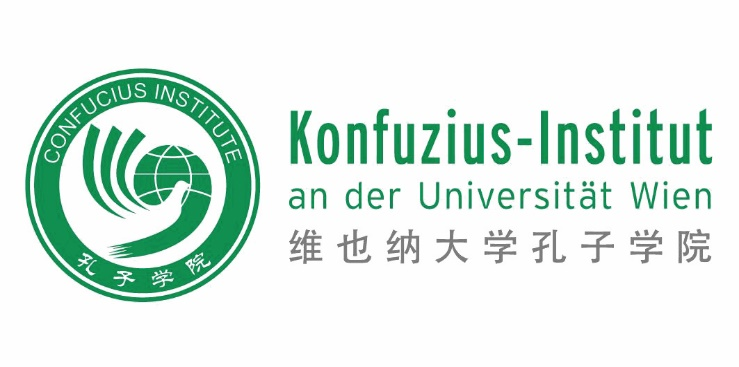 CONFUCIUS INSTITUTE
孔子学院
Konfuzius-Institut
an der Universität Wien
维也纳大学孔子学院